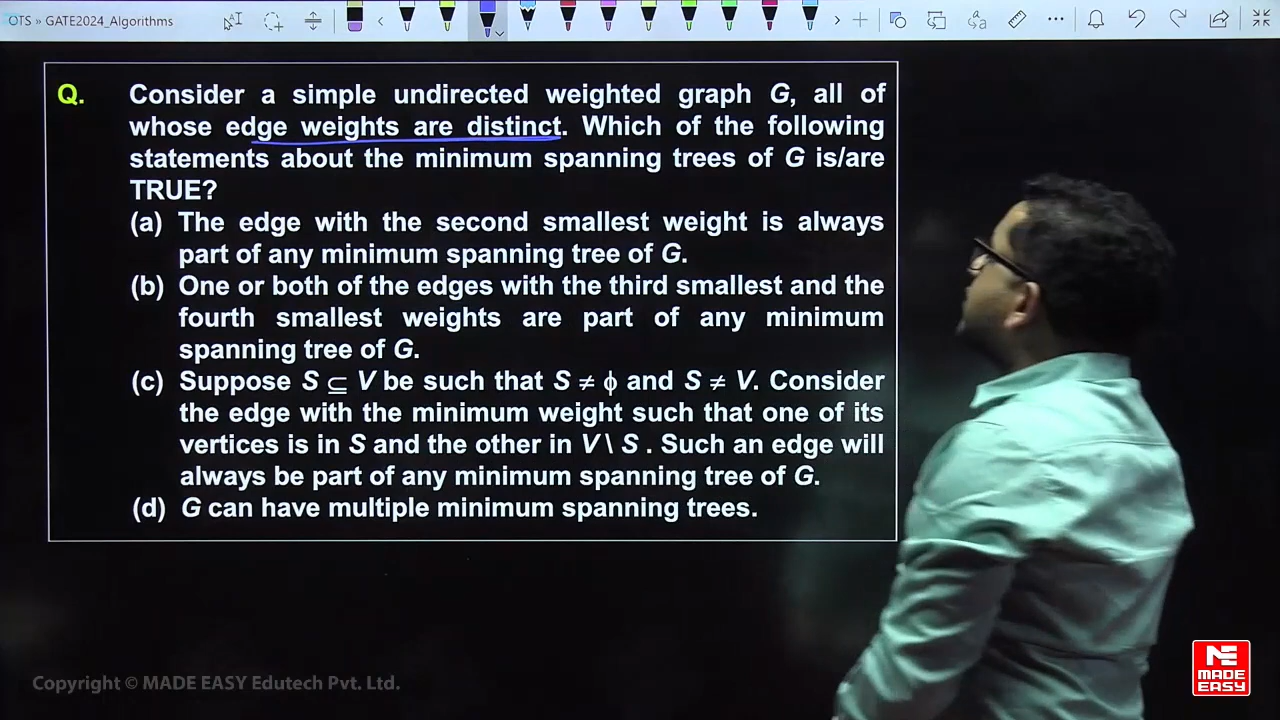 OTS » GATE2024_Algorithms
Q. Consider a simple undirected weighted graph G, all of
whose edge weights are distinct. Which of the following
statements about the minimum spanning trees of G is/are
TRUE?
(a) The edge with the second smallest weight is always
part of any minimum spanning tree of G.
(b) One or both of the edges with the third smallest and the
fourth smallest weights are part of any minimum
spanning tree of G.
(c) Suppose S ⊆ V be such that S ≠ ϕ and S ≠ V. Consider
the edge with the minimum weight such that one of its
vertices is in S and the other in V \ S . Such an edge will
always be part of any minimum spanning tree of G.
(d) G can have multiple minimum spanning trees.
Copyright © MADE EASY Edutech Pvt. Ltd.
ME
MADE
EASY